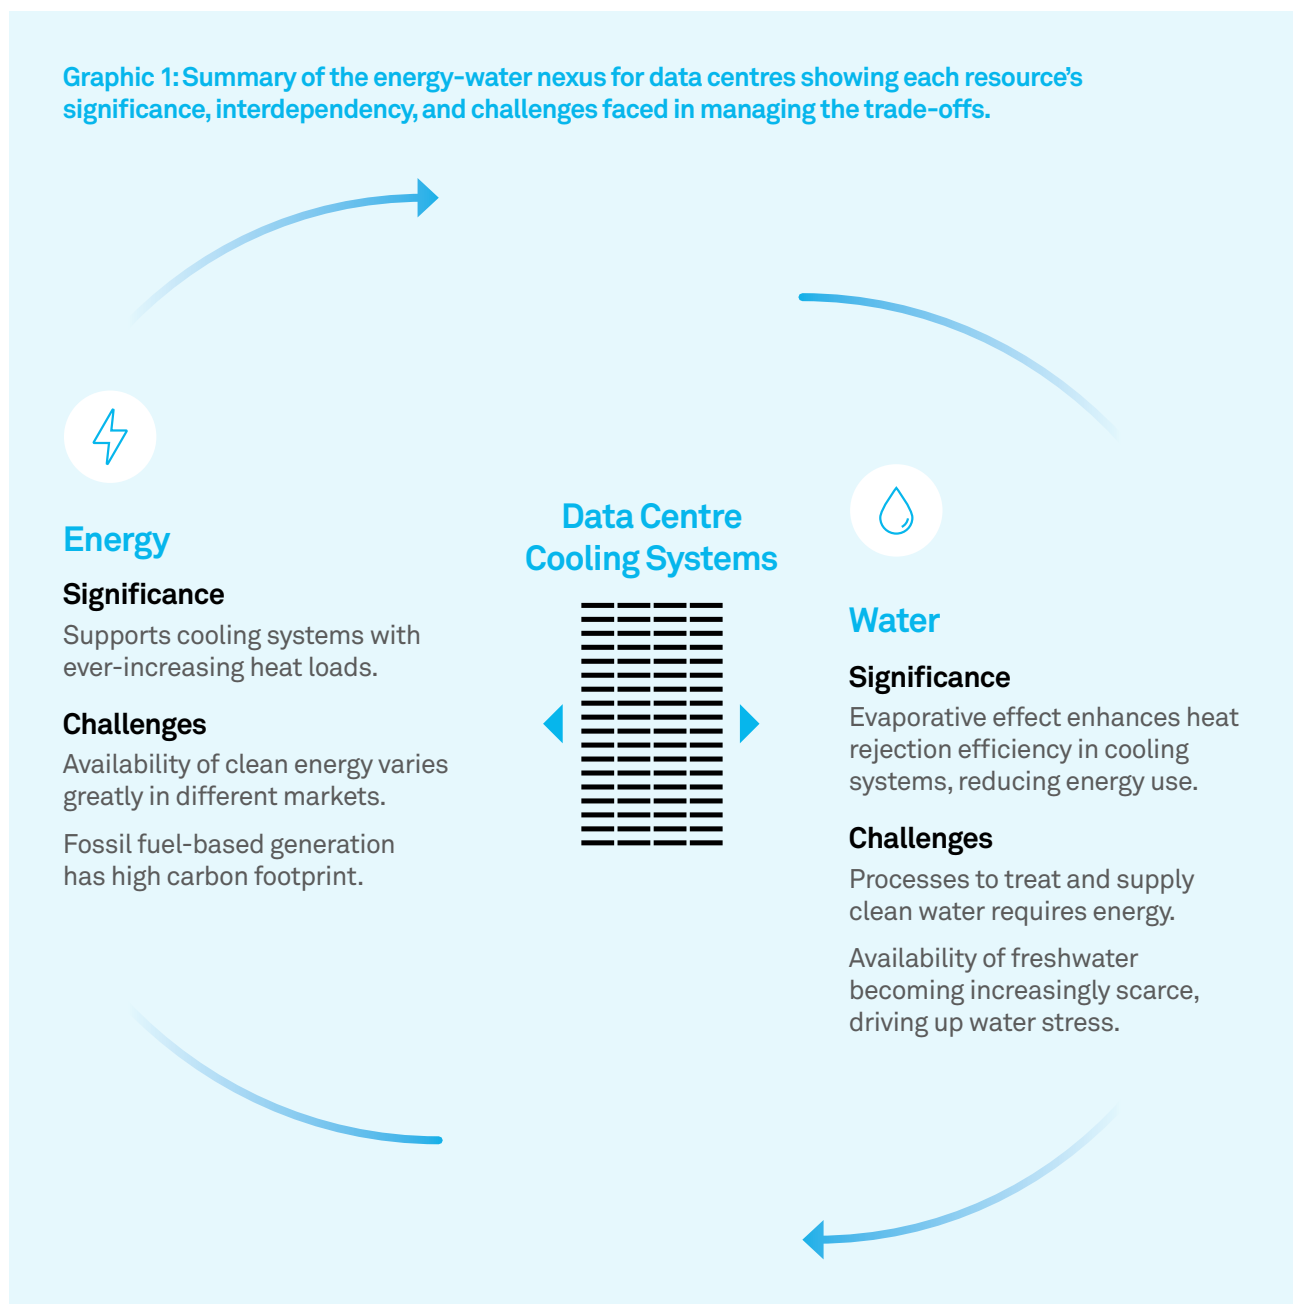 Graphic 1: Summary of the energy-water nexus for data centres showing each resource's
significance, interdependency, and challenges faced in managing the trade-offs.
Energy
Significance
Supports cooling systems with
ever-increasing heat loads.
Challenges
Availability of clean energy varies
greatly in different markets.
Fossil fuel-based generation
has high carbon footprint.
Data Centre
Cooling Systems
Water
Significance
Evaporative effect enhances heat
rejection efficiency in cooling
systems, reducing energy use.
Challenges
Processes to treat and supply
clean water requires energy.
Availability of freshwater
becoming increasingly scarce,
driving up water stress.